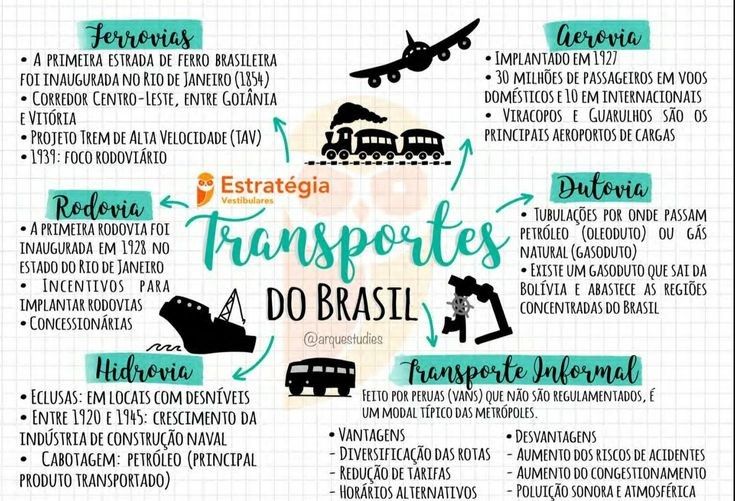 Ferrovias
• A primeira estrada de ferro brasileira
foi inaugurada no Rio de Janeiro (1854)
• Corredor Centro-Leste, entre Goiânia
e Vitória
• Projeto Trem de Alta Velocidade (TAV)
• 1939: foco rodoviário
Aerovia
• Implantado em 1927
• 30 milhões de passageiros em voos
domésticos e 10 em internacionais
• Viracopos e Guarulhos são os
principais aeroportos de cargas
Estratégia
Vestibulares
Transportes
do Brasil
@arquestudies
Rodovia
• A primeira rodovia foi
inaugurada em 1928 no
estado do Rio de Janeiro
• Incentivos para
implantar rodovias
• Concessionárias
Dutovia
• Tubulações por onde passam
petróleo (oleoduto) ou gás
natural (gasoduto)
• Existe um gasoduto que sai da
Bolívia e abastece as regiões
concentradas do Brasil
Hidrovia
• Eclusas: em locais com desníveis
• Entre 1920 e 1945: crescimento da
indústria de construção naval
• Cabotagem: petróleo (principal
produto transportado)
Transporte Informal
Feito por peruas (vans) que não são regulamentados, é
um modal típico das metrópoles.
• Vantagens
- Diversificação das rotas
- Redução de tarifas
- Horários alternativos
• Desvantagens
- Aumento dos riscos de acidentes
- Aumento do congestionamento
- Poluição sonora e atmosférica